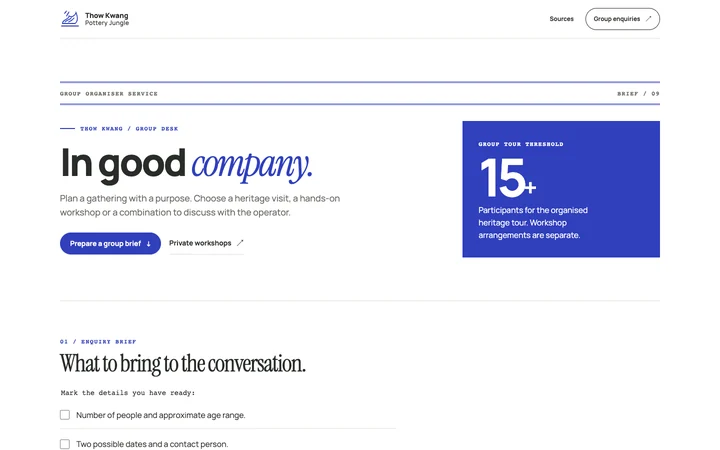 Thow Kwang
Pottery Jungle
Sources
Group enquiries ↗
GROUP ORGANISER SERVICE
BRIEF / 09
THOW KWANG / GROUP DESK
In good company.
Plan a gathering with a purpose. Choose a heritage visit, a hands-on
workshop or a combination to discuss with the operator.
Prepare a group brief ↓
Private workshops ↗
GROUP TOUR THRESHOLD
15+
Participants for the organised
heritage tour. Workshop
arrangements are separate.
01 / ENQUIRY BRIEF
What to bring to the conversation.
Mark the details you have ready:
Number of people and approximate age range.
Two possible dates and a contact person.